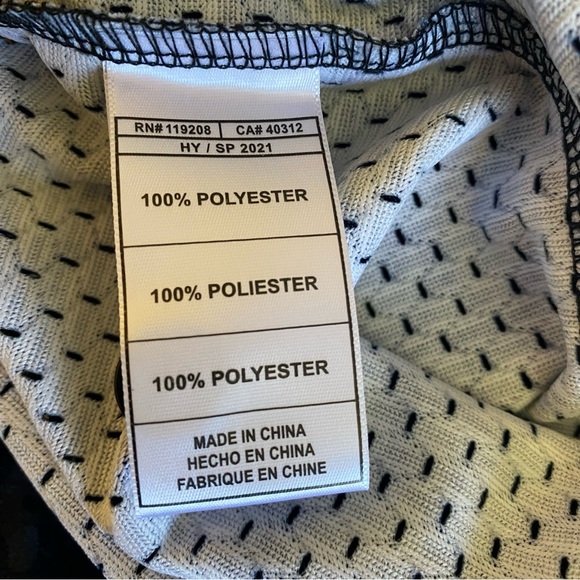 RN# 119208 | CA# 40312
HY / SP 2021
100% POLYESTER
100% POLIESTER
100% POLYESTER
MADE IN CHINA
HECHO EN CHINA
FABRIQUE EN CHINE